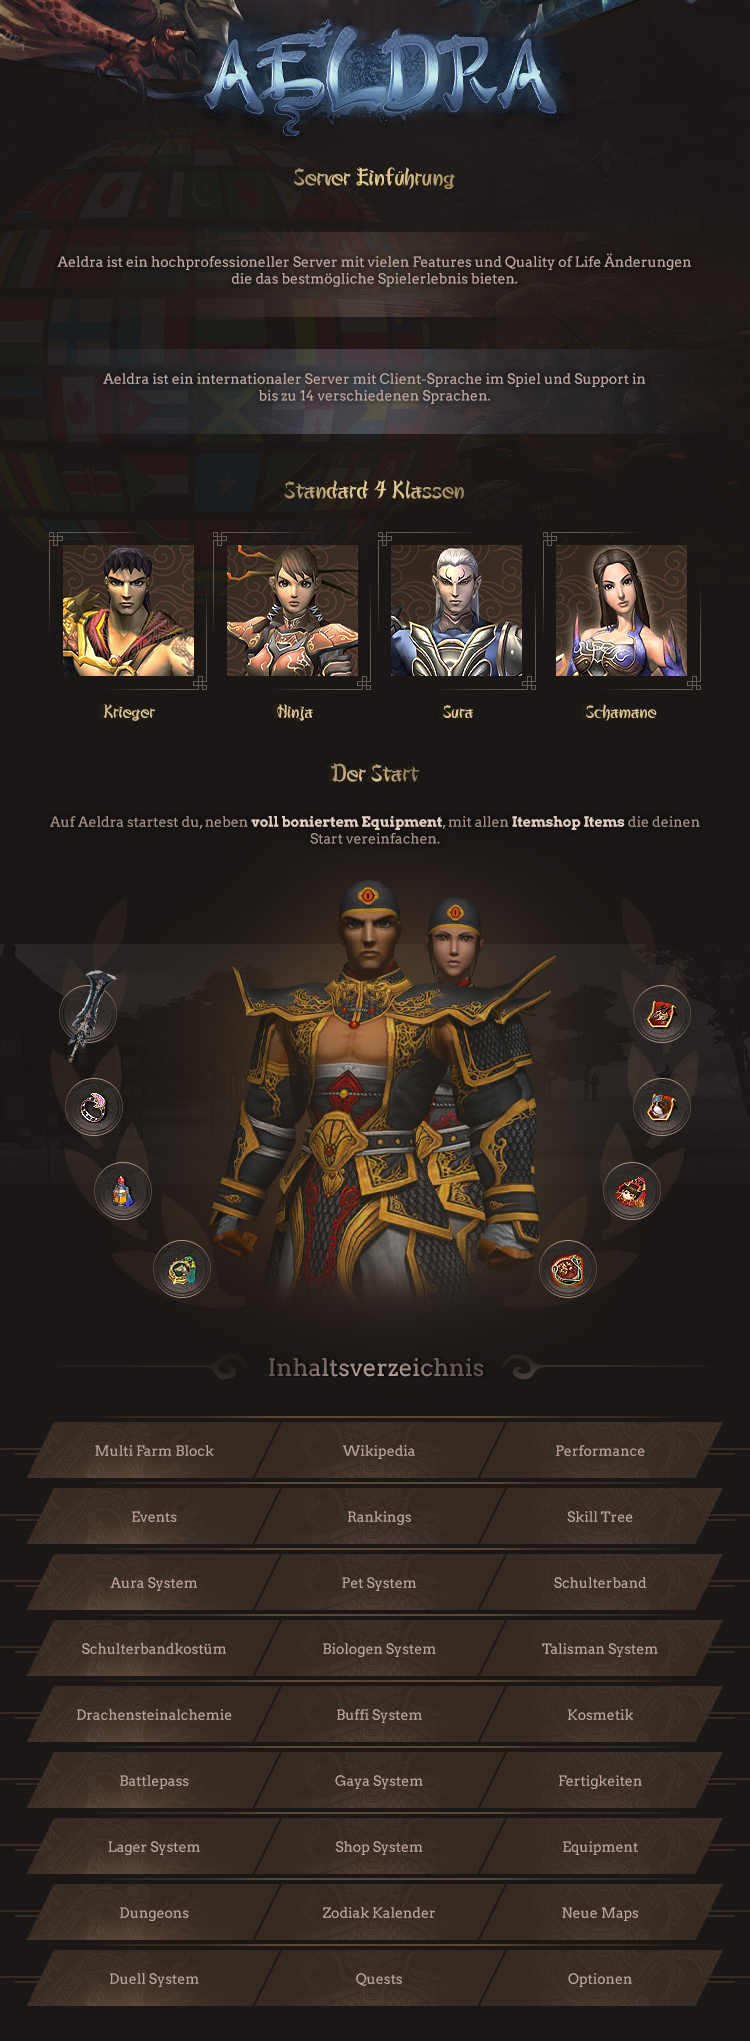 AELDRA
Server Einführung
Aeldra ist ein hochprofessioneller Server mit vielen Features und Quality of Life Änderungen
die das bestmögliche Spielerlebnis bieten.
Aeldra ist ein internationaler Server mit Client-Sprache im Spiel und Support in
bis zu 14 verschiedenen Sprachen.
Standard 4 Klassen
Krieger Ninja Sura Schamane
Der Start
Auf Aeldra startest du, neben voll boniertem Equipment, mit allen Itemshop Items die deinen
Start vereinfachen.
Inhaltsverzeichnis
Multi Farm Block Wikipedia Performance
Events Rankings Skill Tree
Aura System Pet System Schulterband
Schulterbandkostüm Biologen System Talisman System
Drachensteinalchemie Buffi System Kosmetik
Battlepass Gaya System Fertigkeiten
Lager System Shop System Equipment
Dungeons Zodiak Kalender Neue Maps
Duell System Quests Optionen